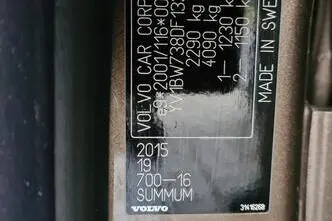 VOLVO CAR CORP
e9*2001/116*00
YV1BW738DF13
2290 kg
4090 kg
1- 1230 kg
2- 1150 kg
MADE IN SWE
2015
19
700-16
SUMMUM
VOLVO
31416268